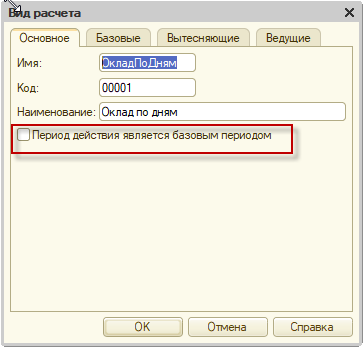 Вид расчета
Основное Базовые Вытесняющие Ведущие
Имя: ОкладПоДням
Код: 00001
Наименование: Оклад по дням
Период действия является базовым периодом
OK Отмена Справка